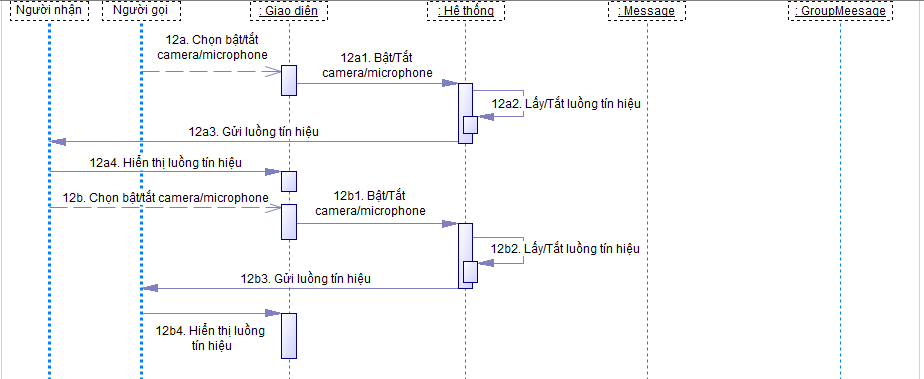 Người nhận
Người gọi
: Giao diên
: Hê thống
: Message
: GroupMeesage
12a. Chọn bật/tắt
camera/microphone
12a1. Bật/Tắt
camera/microphone
12a2. Lấy/Tắt luồng tín hiệu
12a3. Gửi luồng tín hiệu
12a4. Hiển thị luồng tín hiệu
12b. Chọn bật/tắt camera/microphone
12b1. Bật/Tắt
camera/microphone
12b2. Lấy/Tắt luồng tín hiệu
12b3. Gửi luồng tín hiệu
12b4. Hiển thị luồng
tín hiệu